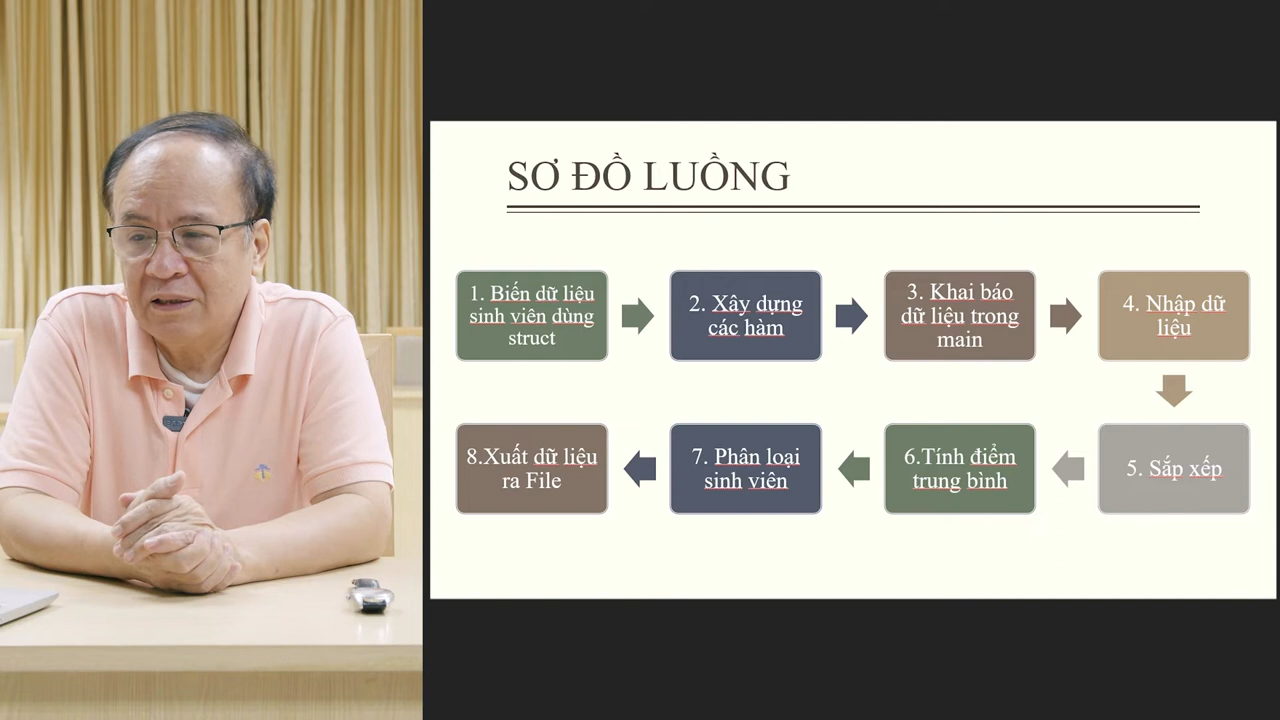 SƠ ĐỒ LUỒNG
1. Biến dữ liệu
sinh viên dùng
struct
2. Xây dựng
các hàm
3. Khai báo
dữ liệu trong
main
4. Nhập dữ
liệu
5. Sắp xếp
6.Tính điểm
trung bình
7. Phân loại
sinh viên
8.Xuất dữ liệu
ra File